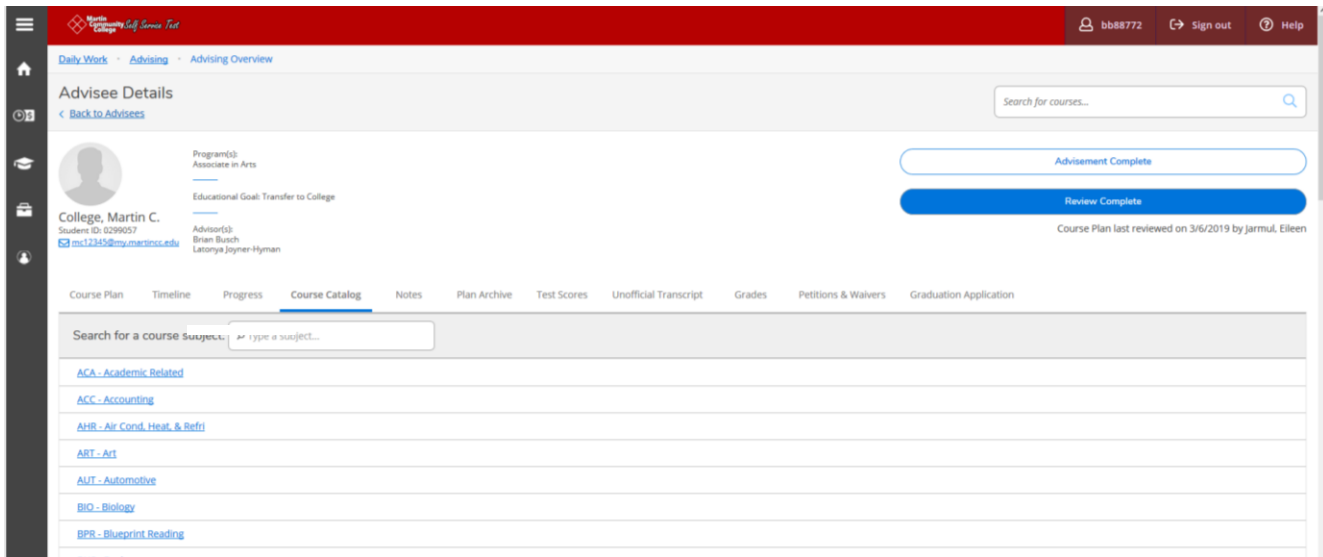 Martin Community College Self Service Test
bb88772
Sign out
Help
Daily Work · Advising · Advising Overview
Advisee Details
< Back to Advisees
Search for courses...
Program(s):
Associate in Arts
Educational Goal: Transfer to College
Advisor(s):
Brian Busch
Latonya Joyner-Hyman
College, Martin C.
Student ID: 0299057
mc12345@my.martincc.edu
Advisement Complete
Review Complete
Course Plan last reviewed on 3/6/2019 by Jarmul, Eileen
Course Plan Timeline Progress Course Catalog Notes Plan Archive Test Scores Unofficial Transcript Grades Petitions & Waivers Graduation Application
Search for a course subject: Type a subject...
ACA - Academic Related
ACC - Accounting
AHR - Air Cond, Heat, & Refri
ART - Art
AUT - Automotive
BIO - Biology
BPR - Blueprint Reading